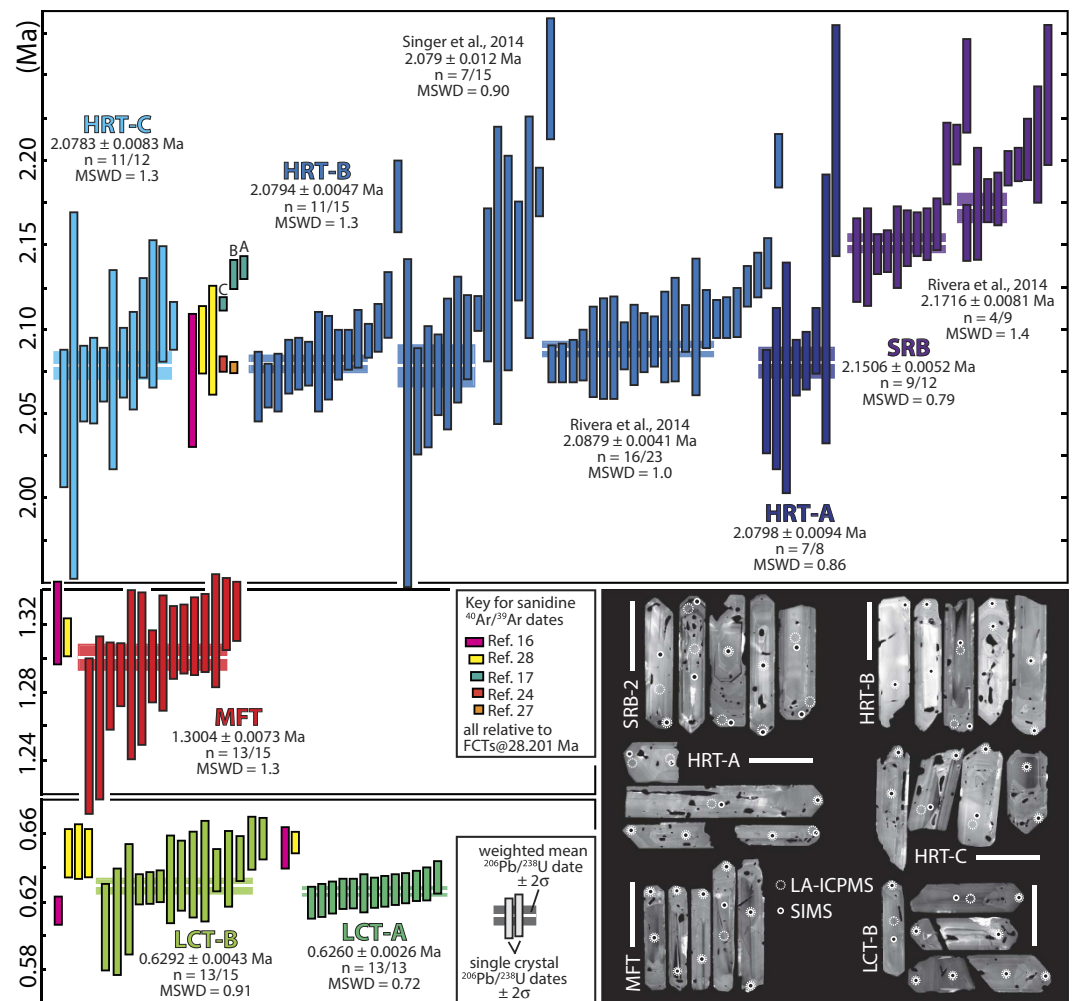 (Ma)
2.20
2.15
2.10
2.05
2.00
HRT-C
2.0783 ± 0.0083 Ma
n = 11/12
MSWD = 1.3
C
B
A
HRT-B
2.0794 ± 0.0047 Ma
n = 11/15
MSWD = 1.3
Singer et al., 2014
2.079 ± 0.012 Ma
n = 7/15
MSWD = 0.90
Rivera et al., 2014
2.0879 ± 0.0041 Ma
n = 16/23
MSWD = 1.0
HRT-A
2.0798 ± 0.0094 Ma
n = 7/8
MSWD = 0.86
SRB
2.1506 ± 0.0052 Ma
n = 9/12
MSWD = 0.79
Rivera et al., 2014
2.1716 ± 0.0081 Ma
n = 4/9
MSWD = 1.4
1.32
1.28
1.24
MFT
1.3004 ± 0.0073 Ma
n = 13/15
MSWD = 1.3
Key for sanidine
⁴⁰Ar/³⁹Ar dates
Ref. 16
Ref. 28
Ref. 17
Ref. 24
Ref. 27
all relative to
FCTs@28.201 Ma
0.66
0.62
0.58
LCT-B
0.6292 ± 0.0043 Ma
n = 13/15
MSWD = 0.91
LCT-A
0.6260 ± 0.0026 Ma
n = 13/13
MSWD = 0.72
weighted mean
²⁰⁶Pb/²³⁸U date
± 2σ
single crystal
²⁰⁶Pb/²³⁸U dates
± 2σ
SRB-2
HRT-B
HRT-A
HRT-C
MFT
LA-ICPMS
SIMS
LCT-B